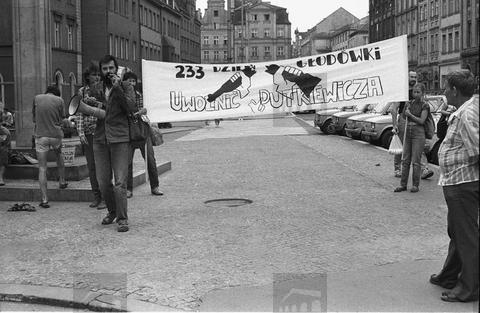 233 DZIEŃ GŁODÓWKI
UWOLNIĆ PUTKIEWICZA